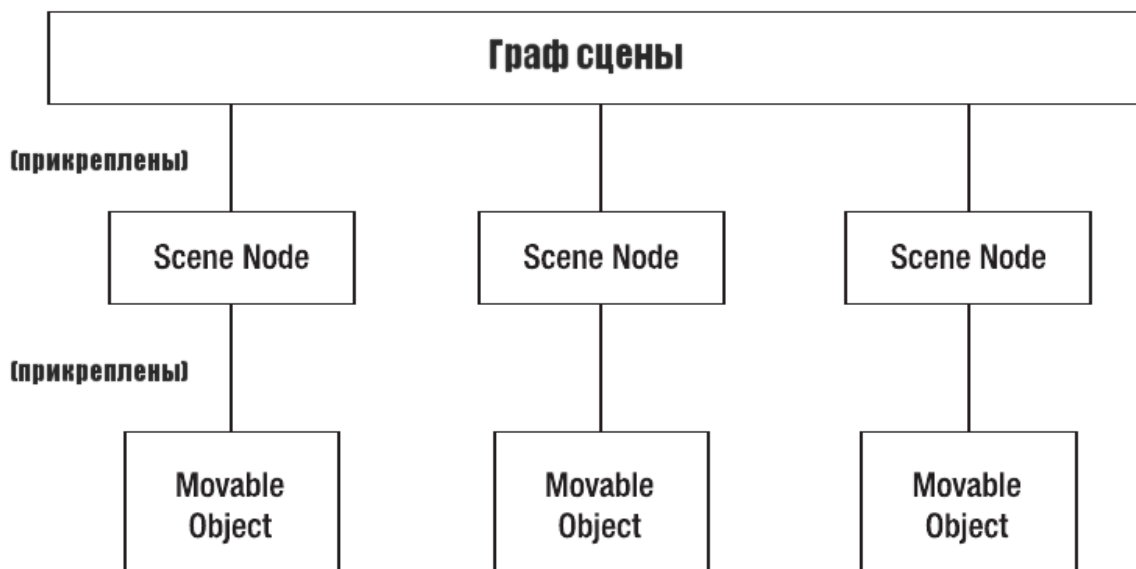 Граф сцены
(прикреплены)
Scene Node
Scene Node
Scene Node
(прикреплены)
Movable
Object
Movable
Object
Movable
Object